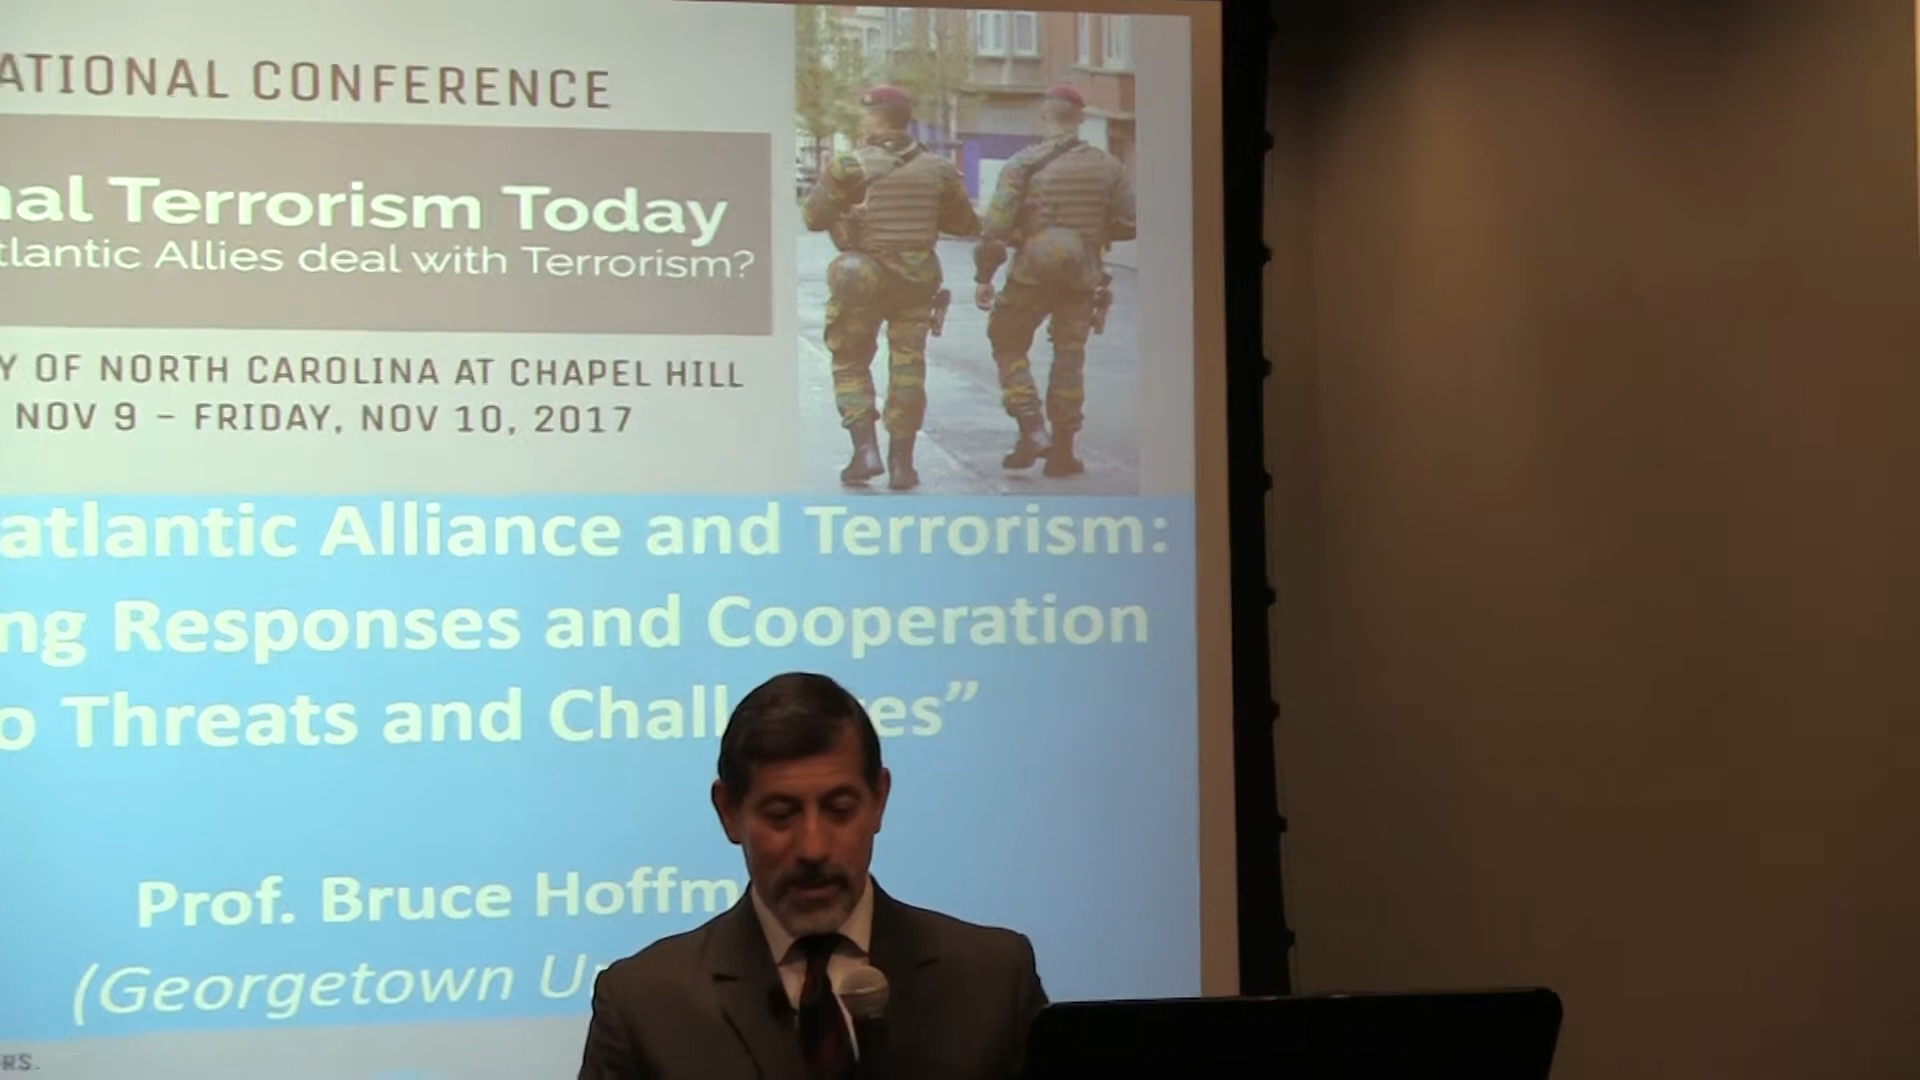 ATIONAL CONFERENCE
nal Terrorism Today
tlantic Allies deal with Terrorism?
Y OF NORTH CAROLINA AT CHAPEL HILL
NOV 9 – FRIDAY, NOV 10, 2017
atlantic Alliance and Terrorism:
ng Responses and Cooperation
o Threats and Chall es”
Prof. Bruce Hoffm
(Georgetown U
RS.